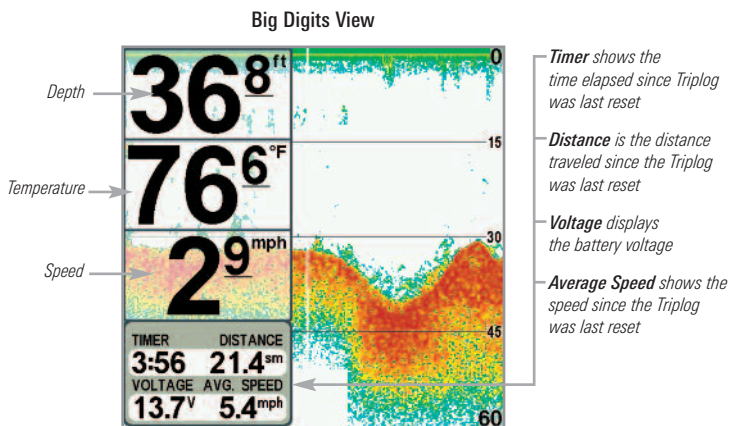 Big Digits View
Depth
36 8 ft
Temperature
76 6 °F
Speed
2 9 mph
TIMER DISTANCE
3:56 21.4 sm
VOLTAGE AVG. SPEED
13.7 V 5.4 mph
0
15
30
45
60
Timer shows the
time elapsed since Triplog
was last reset
Distance is the distance
traveled since the Triplog
was last reset
Voltage displays
the battery voltage
Average Speed shows the
speed since the Triplog
was last reset